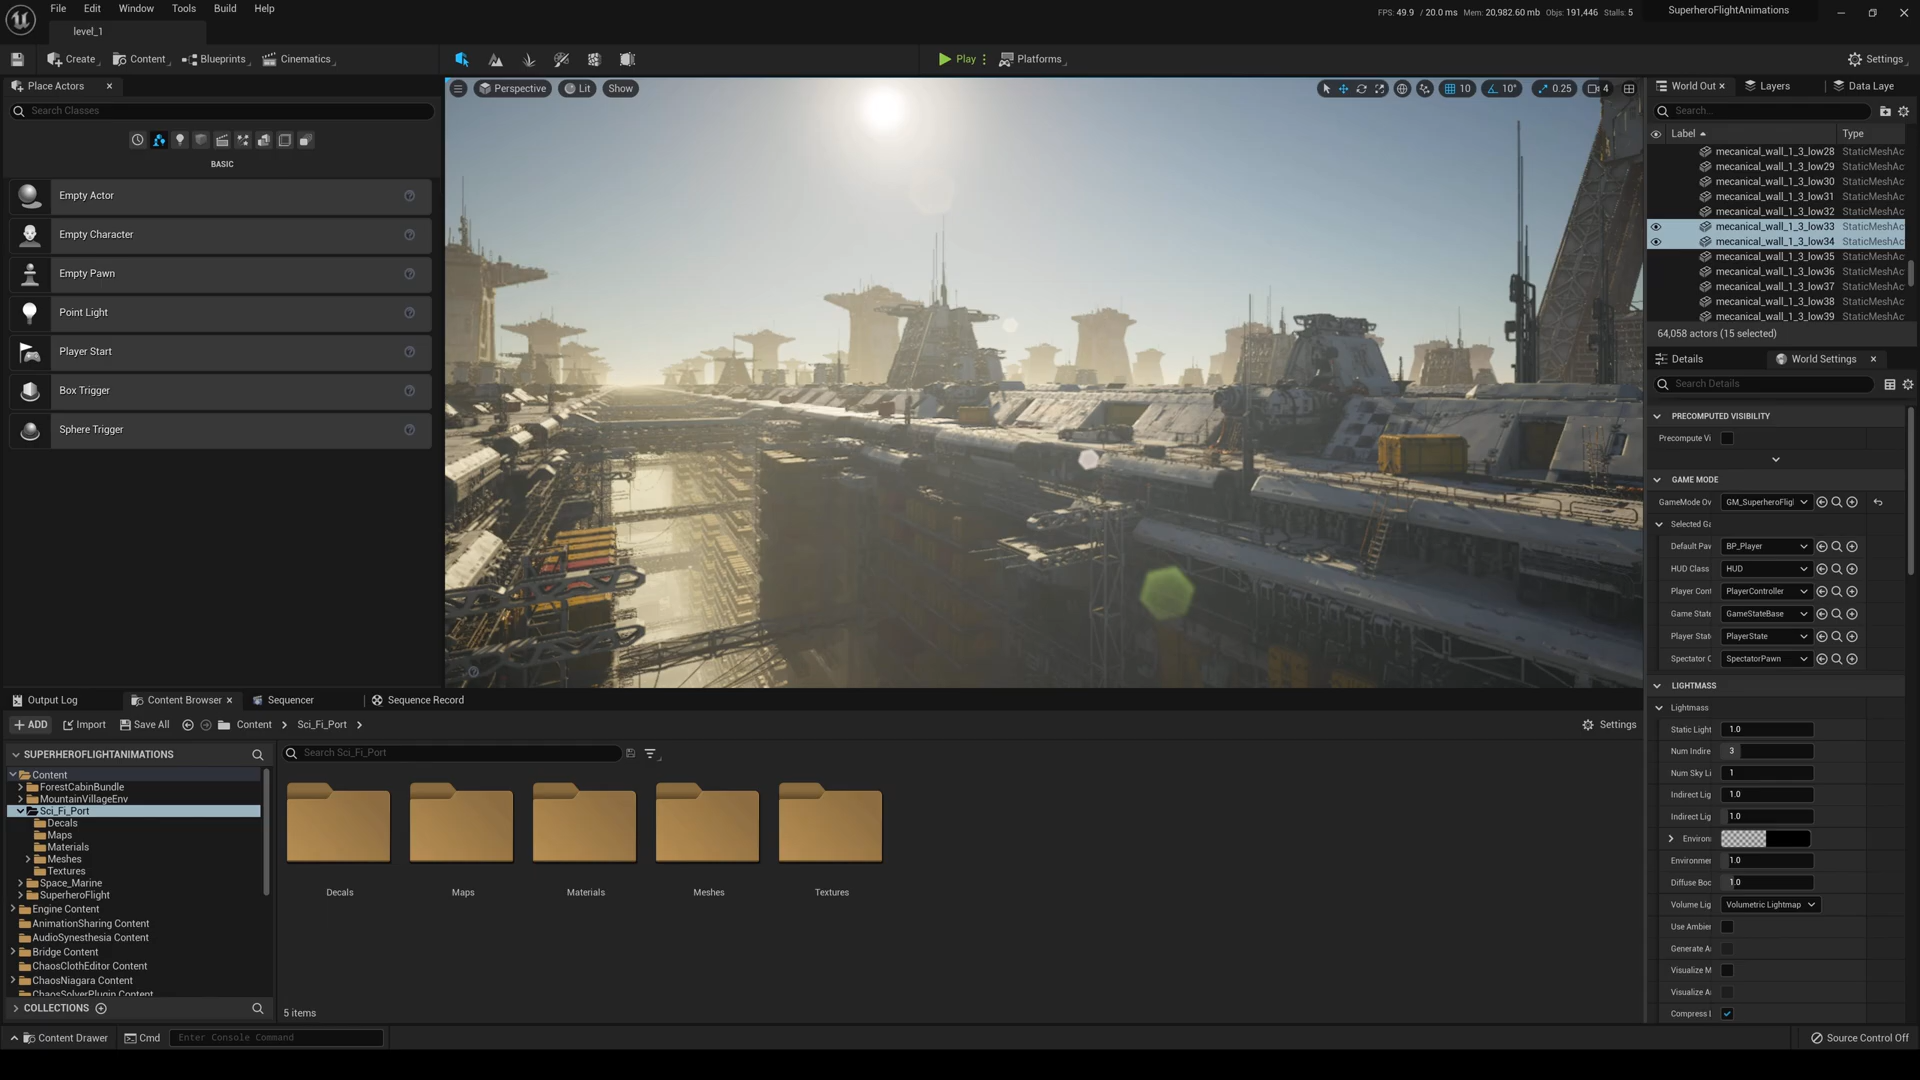 File Edit Window Tools Build Help
FPS: 49.9 / 20.0 ms Mem: 20,982.60 mb Objs: 191,446 Stalls: 5
SuperheroFlightAnimations
level_1
Create
Content
Blueprints
Cinematics
Play
Platforms
Settings
Place Actors
Search Classes
BASIC
Empty Actor
Empty Character
Empty Pawn
Point Light
Player Start
Box Trigger
Sphere Trigger
Perspective
Lit
Show
10
10°
0.25
4
World Out
Layers
Data Laye
Search...
Label
Type
mecanical_wall_1_3_low28 StaticMeshAc
mecanical_wall_1_3_low29 StaticMeshAc
mecanical_wall_1_3_low30 StaticMeshAc
mecanical_wall_1_3_low31 StaticMeshAc
mecanical_wall_1_3_low32 StaticMeshAc
mecanical_wall_1_3_low33 StaticMeshAc
mecanical_wall_1_3_low34 StaticMeshAc
mecanical_wall_1_3_low35 StaticMeshAc
mecanical_wall_1_3_low36 StaticMeshAc
mecanical_wall_1_3_low37 StaticMeshAc
mecanical_wall_1_3_low38 StaticMeshAc
mecanical_wall_1_3_low39 StaticMeshAc
64,058 actors (15 selected)
Details
World Settings
Search Details
PRECOMPUTED VISIBILITY
Precompute Vi
GAME MODE
GameMode Ov GM_SuperheroFlig
Selected Ga
Default Pav BP_Player
HUD Class HUD
Player Cont PlayerController
Game State GameStateBase
Player Stat PlayerState
Spectator C SpectatorPawn
LIGHTMASS
Lightmass
Static Light 1.0
Num Indire 3
Num Sky Li 1
Indirect Lig 1.0
Indirect Lig 1.0
Environ
Environmer 1.0
Diffuse Boc 1.0
Volume Lig Volumetric Lightmap
Use Ambier
Generate A
Visualize M
Visualize A
Compress
Output Log
Content Browser
Sequencer
Sequence Record
ADD
Import
Save All
Content
Sci_Fi_Port
Settings
SUPERHEROFLIGHTANIMATIONS
Search Sci_Fi_Port
Content
ForestCabinBundle
MountainVillageEnv
Sci_Fi_Port
Decals
Maps
Materials
Meshes
Textures
Space_Marine
SuperheroFlight
Engine Content
AnimationSharing Content
AudioSynesthesia Content
Bridge Content
ChaosClothEditor Content
ChaosNiagara Content
ChaosSolverPlugin Content
Decals
Maps
Materials
Meshes
Textures
COLLECTIONS
5 items
Content Drawer
Cmd
Enter Console Command
Source Control Off